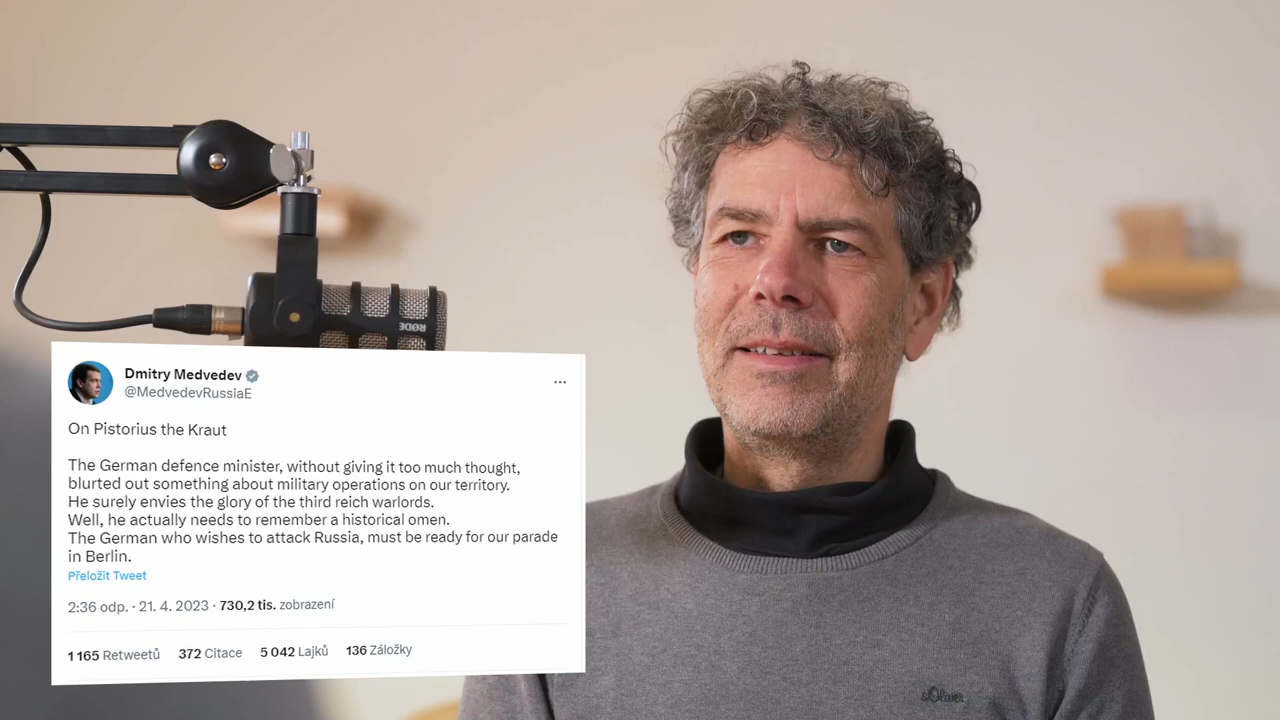 RØDE
Dmitry Medvedev
@MedvedevRussiaE
On Pistorius the Kraut
The German defence minister, without giving it too much thought,
blurted out something about military operations on our territory.
He surely envies the glory of the third reich warlords.
Well, he actually needs to remember a historical omen.
The German who wishes to attack Russia, must be ready for our parade
in Berlin.
Přeložit Tweet
2:36 odp. · 21. 4. 2023 · 730,2 tis. zobrazení
1 165 Retweetů 372 Citace 5 042 Lajků 136 Záložky
s.Oliver